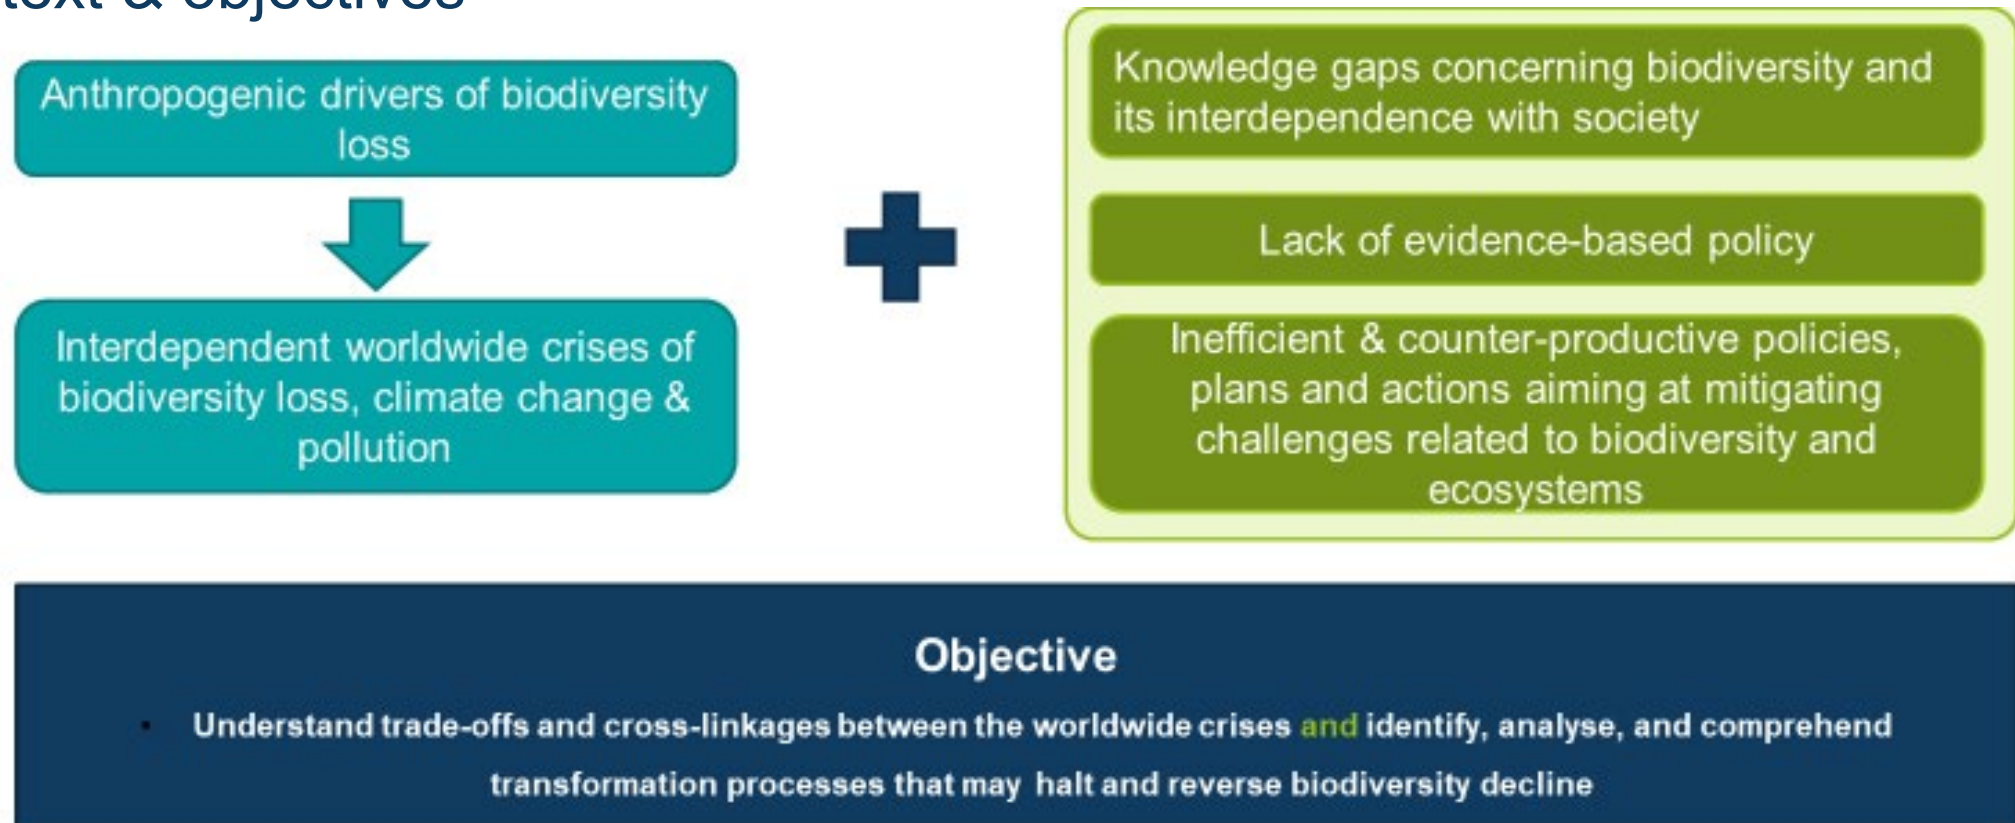 text & objectives
Anthropogenic drivers of biodiversity
loss
Interdependent worldwide crises of
biodiversity loss, climate change &
pollution
Knowledge gaps concerning biodiversity and
its interdependence with society
Lack of evidence-based policy
Inefficient & counter-productive policies,
plans and actions aiming at mitigating
challenges related to biodiversity and
ecosystems
Objective
• Understand trade-offs and cross-linkages between the worldwide crises and identify, analyse, and comprehend
transformation processes that may halt and reverse biodiversity decline